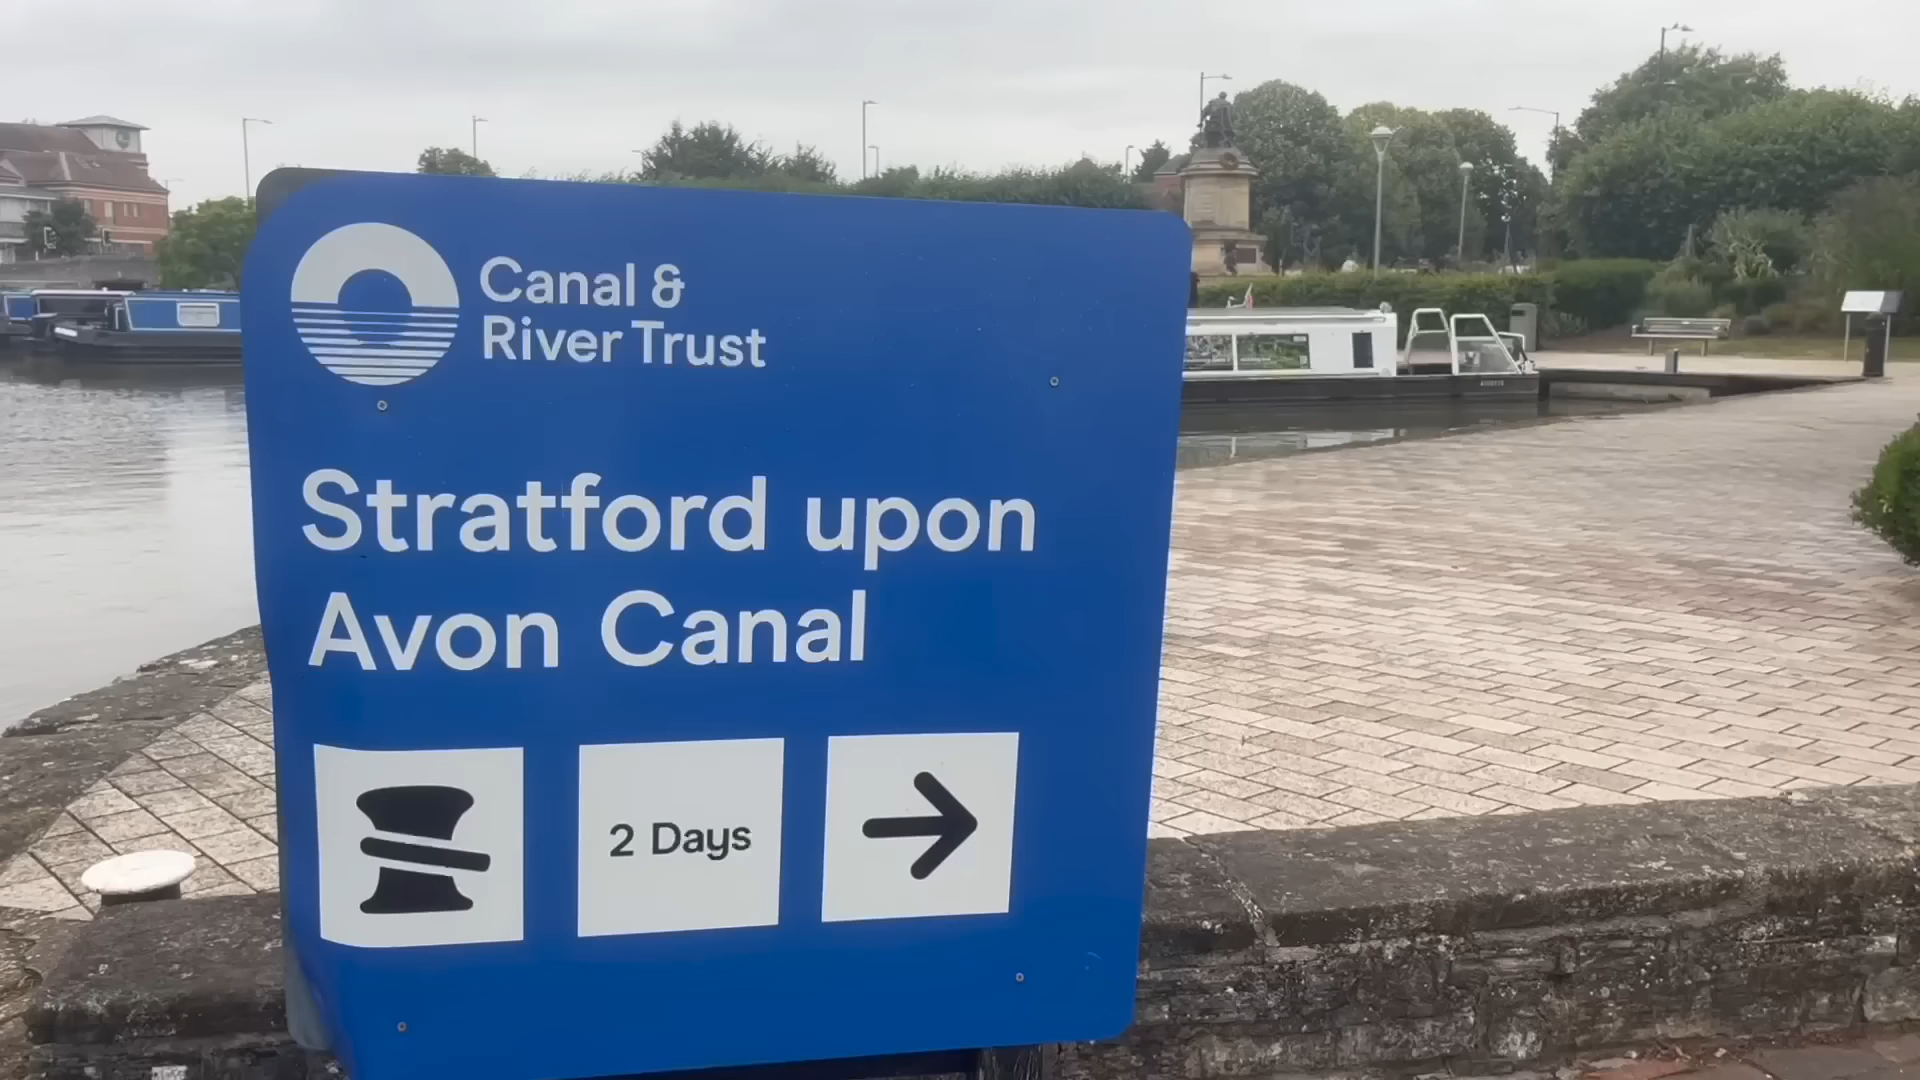 Canal &
River Trust
Stratford upon
Avon Canal
2 Days